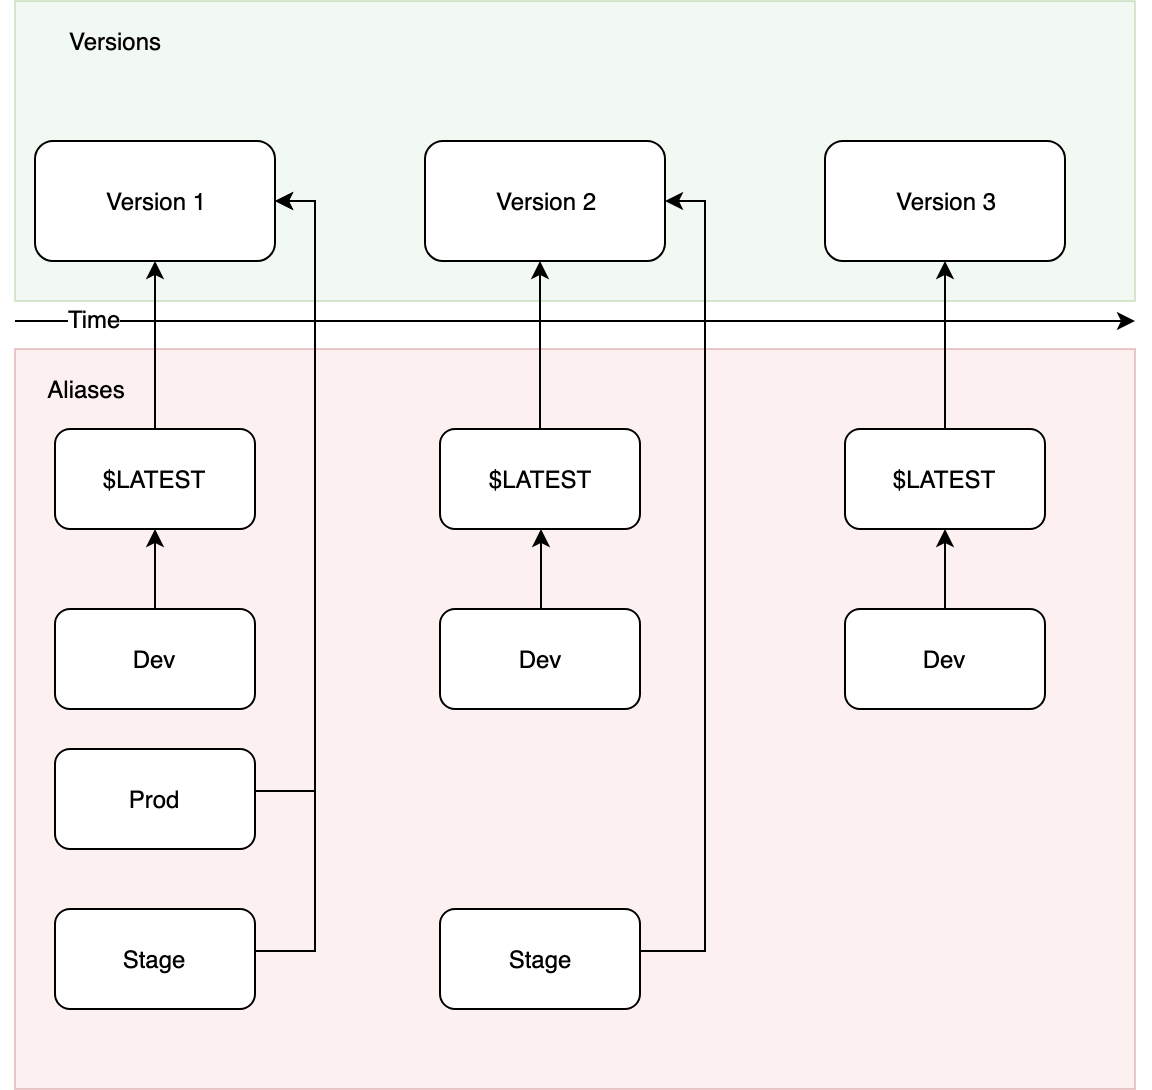 Versions
Version 1
Version 2
Version 3
Time
Aliases
$LATEST
$LATEST
$LATEST
Dev
Dev
Dev
Prod
Stage
Stage